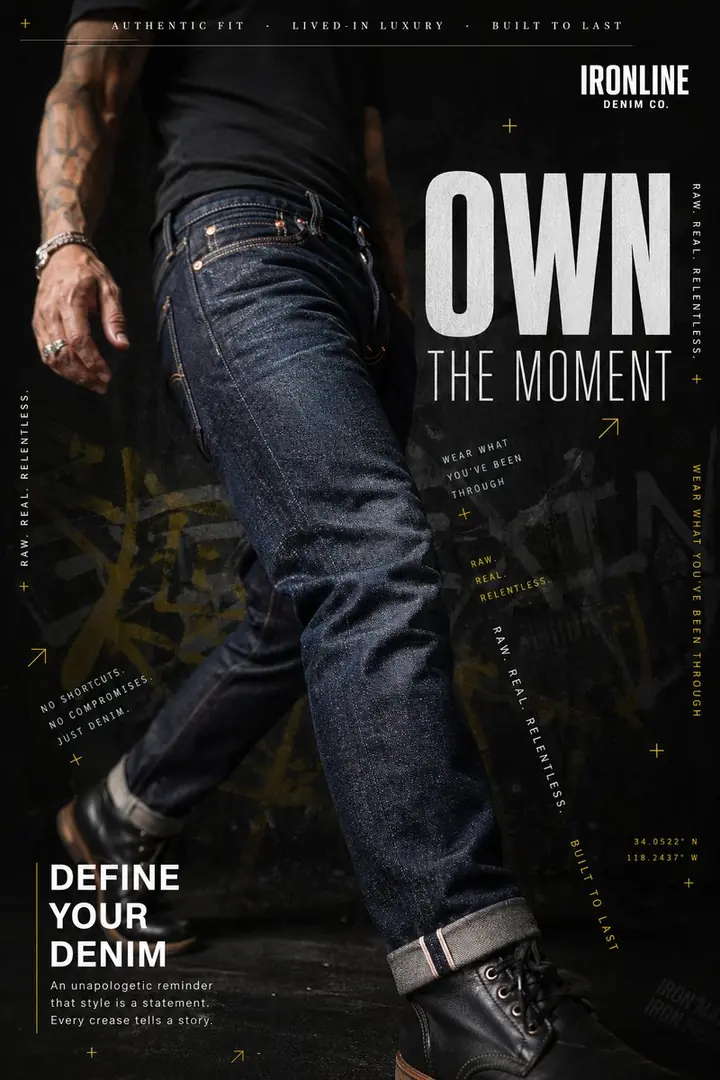 AUTHENTIC FIT · LIVED-IN LUXURY · BUILT TO LAST
IRONLINE
DENIM CO.
OWN
THE MOMENT
RAW. REAL. RELENTLESS.
WEAR WHAT
YOU'VE BEEN
THROUGH
RAW. REAL. RELENTLESS.
WEAR WHAT YOU'VE BEEN THROUGH
RAW.
REAL.
RELENTLESS.
RAW. REAL. RELENTLESS.
NO SHORTCUTS.
NO COMPROMISES.
JUST DENIM.
34.0522° N
118.2437° W
BUILT TO LAST
DEFINE
YOUR
DENIM
An unapologetic reminder
that style is a statement.
Every crease tells a story.